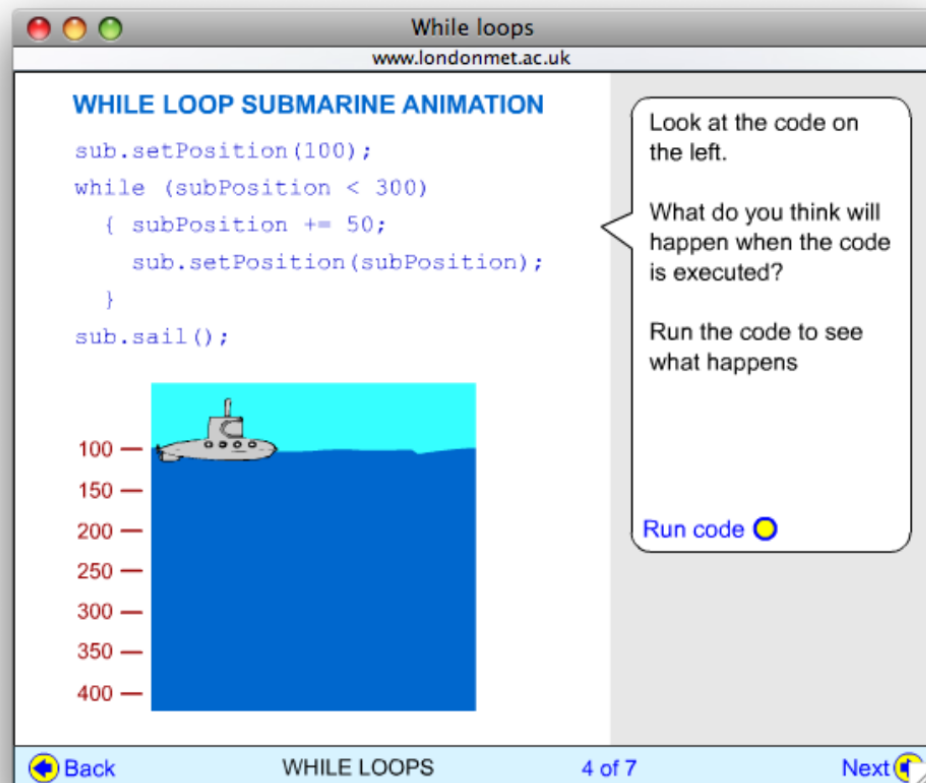 While loops
www.londonmet.ac.uk
WHILE LOOP SUBMARINE ANIMATION
sub.setPosition(100);
while (subPosition < 300)
{ subPosition += 50;
sub.setPosition(subPosition);
}
sub.sail();
100
150
200
250
300
350
400
Look at the code on
the left.
What do you think will
happen when the code
is executed?
Run the code to see
what happens
Run code
Back
WHILE LOOPS
4 of 7
Next